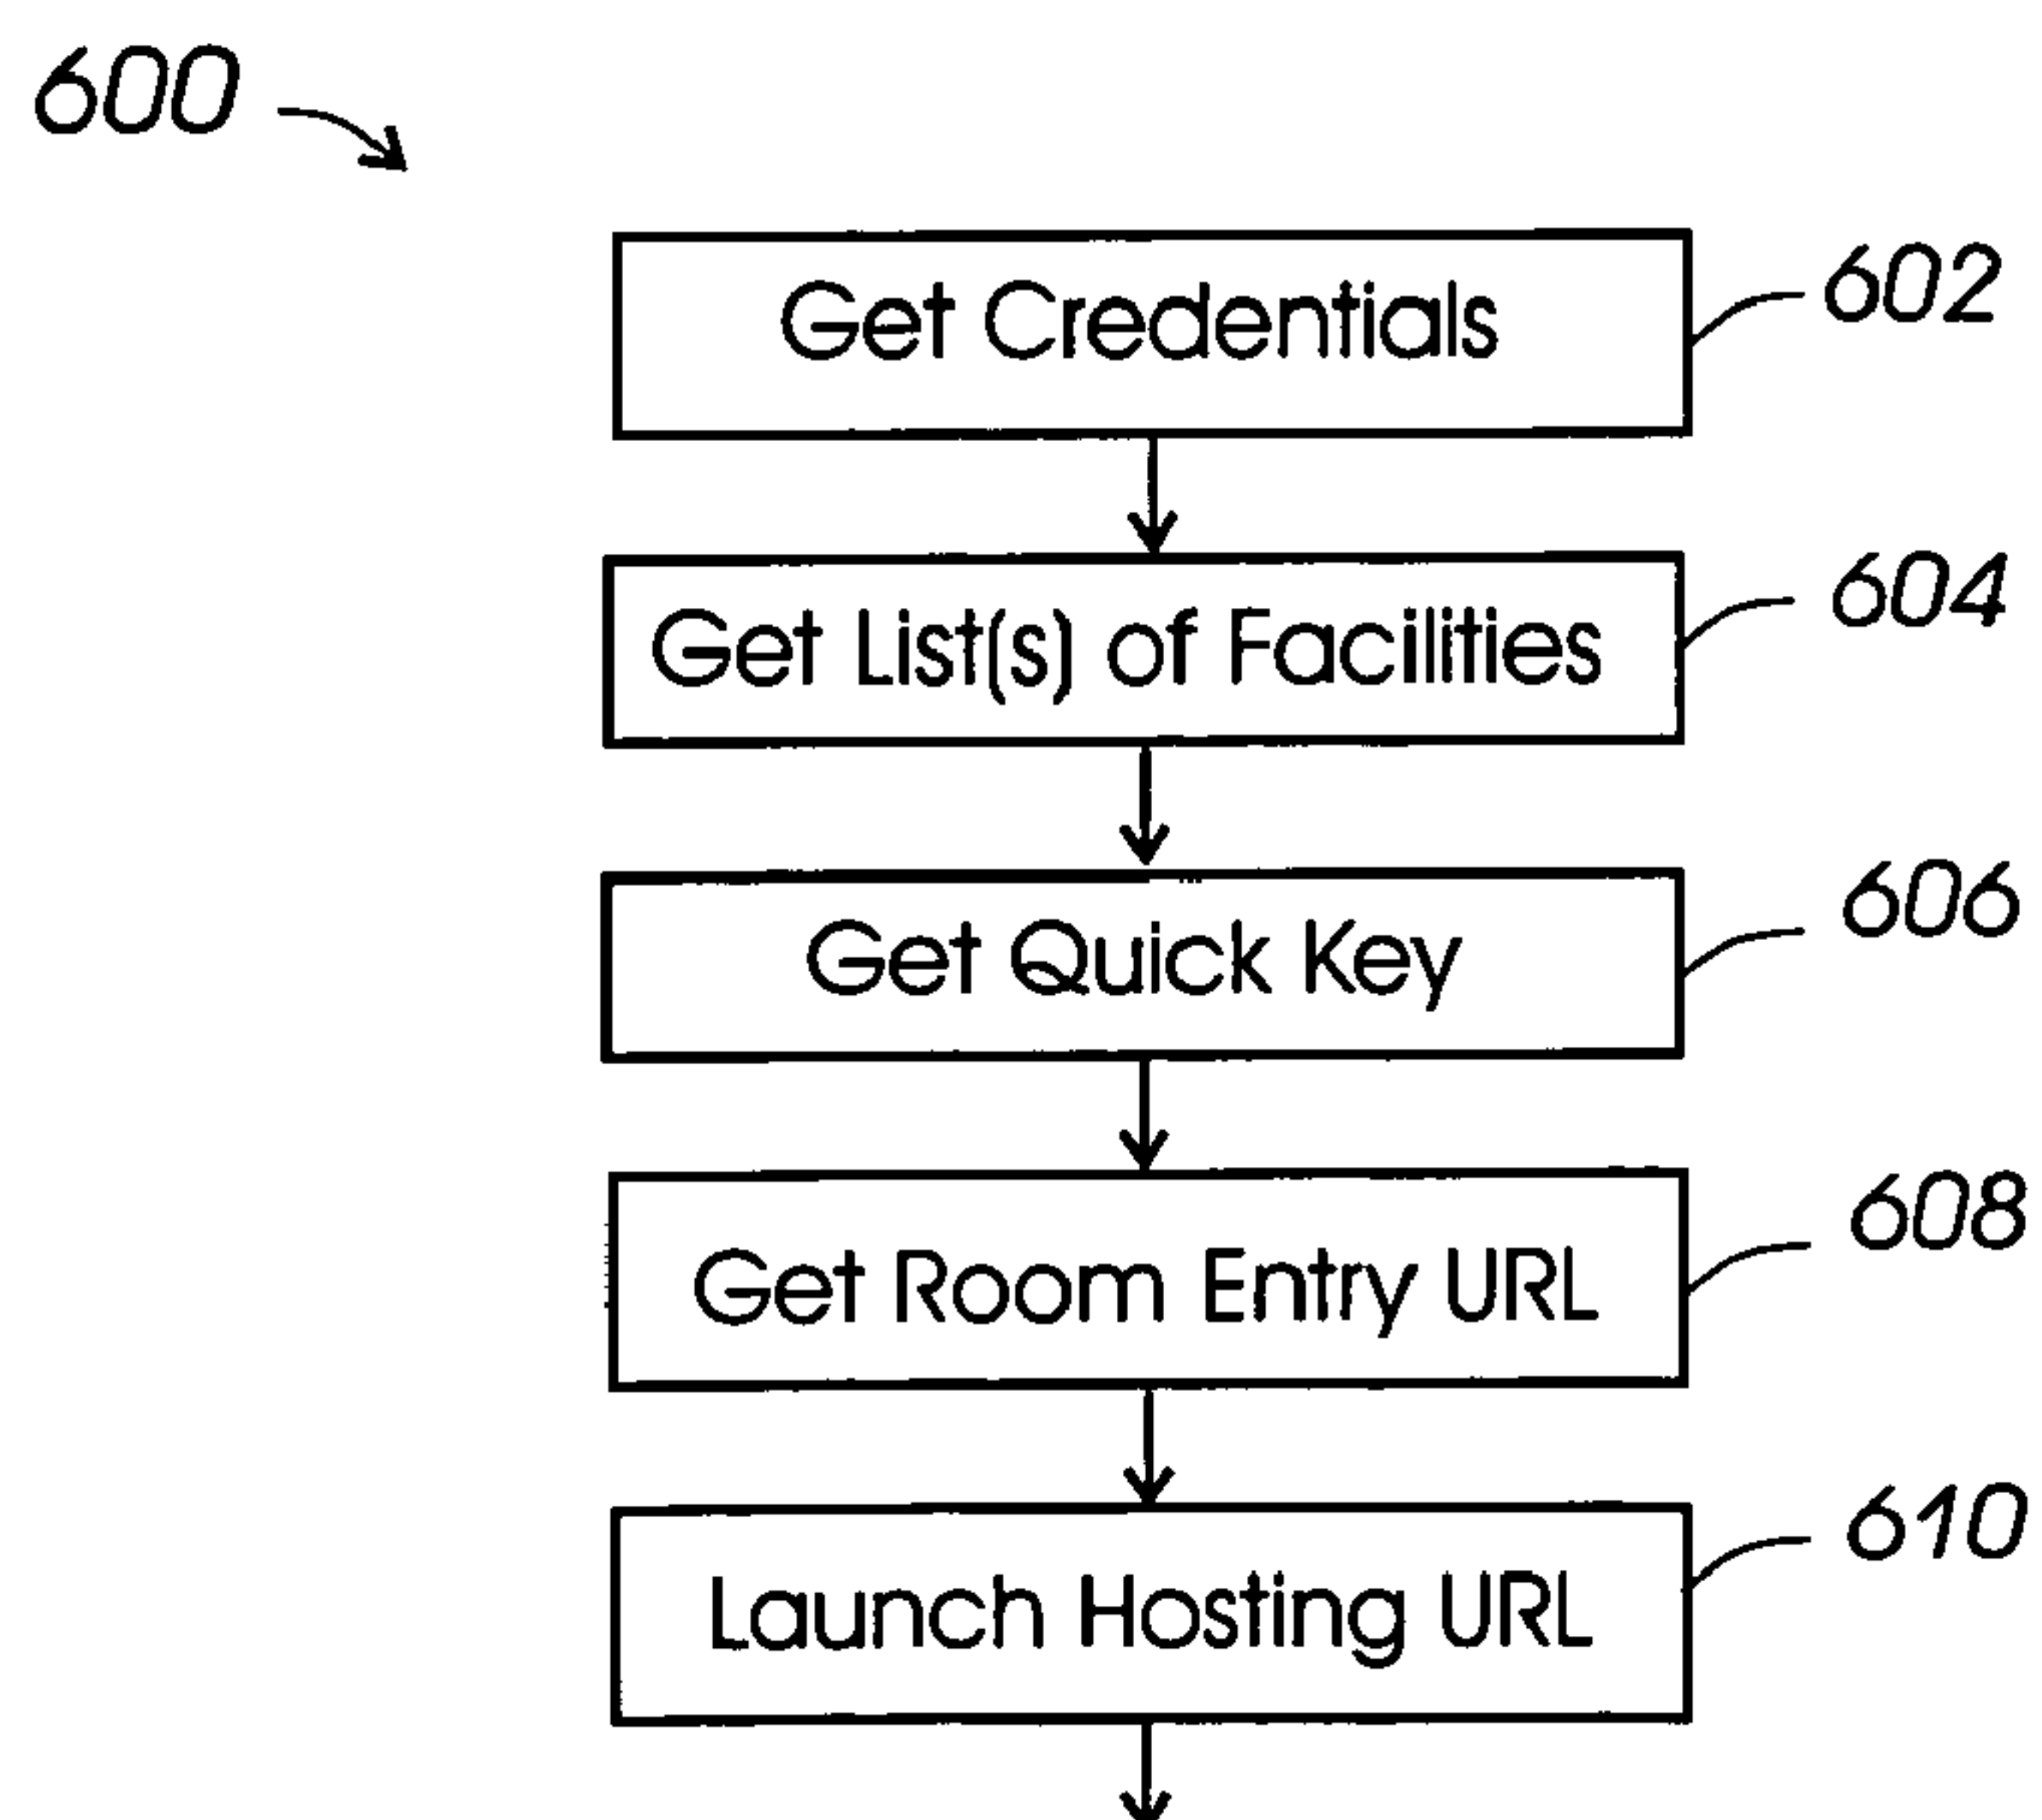 600
Get Credentials
602
Get List(s) of Facilities
604
Get Quick Key
606
Get Room Entry URL
608
Launch Hosting URL
610